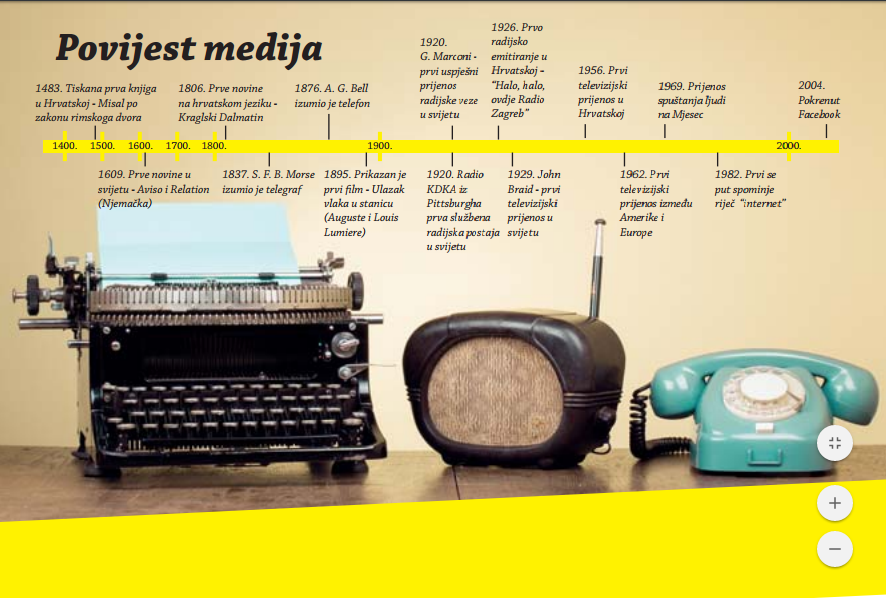 Povijest medija
1483. Tiskana prva knjiga
u Hrvatskoj - Misal po
zakonu rimskoga dvora
1806. Prve novine
na hrvatskom jeziku -
Kraglski Dalmatin
1876. A. G. Bell
izumio je telefon
1920.
G. Marconi -
prvi uspješni
prijenos
radijske veze
u svijetu
1926. Prvo
radijsko
emitiranje u
Hrvatskoj -
“Halo, halo,
ovdje Radio
Zagreb”
1956. Prvi
televizijski
prijenos u
Hrvatskoj
1969. Prijenos
spuštanja ljudi
na Mjesec
2004.
Pokrenut
Facebook
1400. 1500. 1600. 1700. 1800. 1900. 2000.
1609. Prve novine u
svijetu - Aviso i Relation
(Njemačka)
1837. S. F. B. Morse
izumio je telegraf
1895. Prikazan je
prvi film - Ulazak
vlaka u stanicu
(Auguste i Louis
Lumiere)
1920. Radio
KDKA iz
Pittsburgha
prva službena
radijska postaja
u svijetu
1929. John
Braid - prvi
televizijski
prijenos u
svijetu
1962. Prvi
televizijski
prijenos između
Amerike i
Europe
1982. Prvi se
put spominje
riječ “internet”